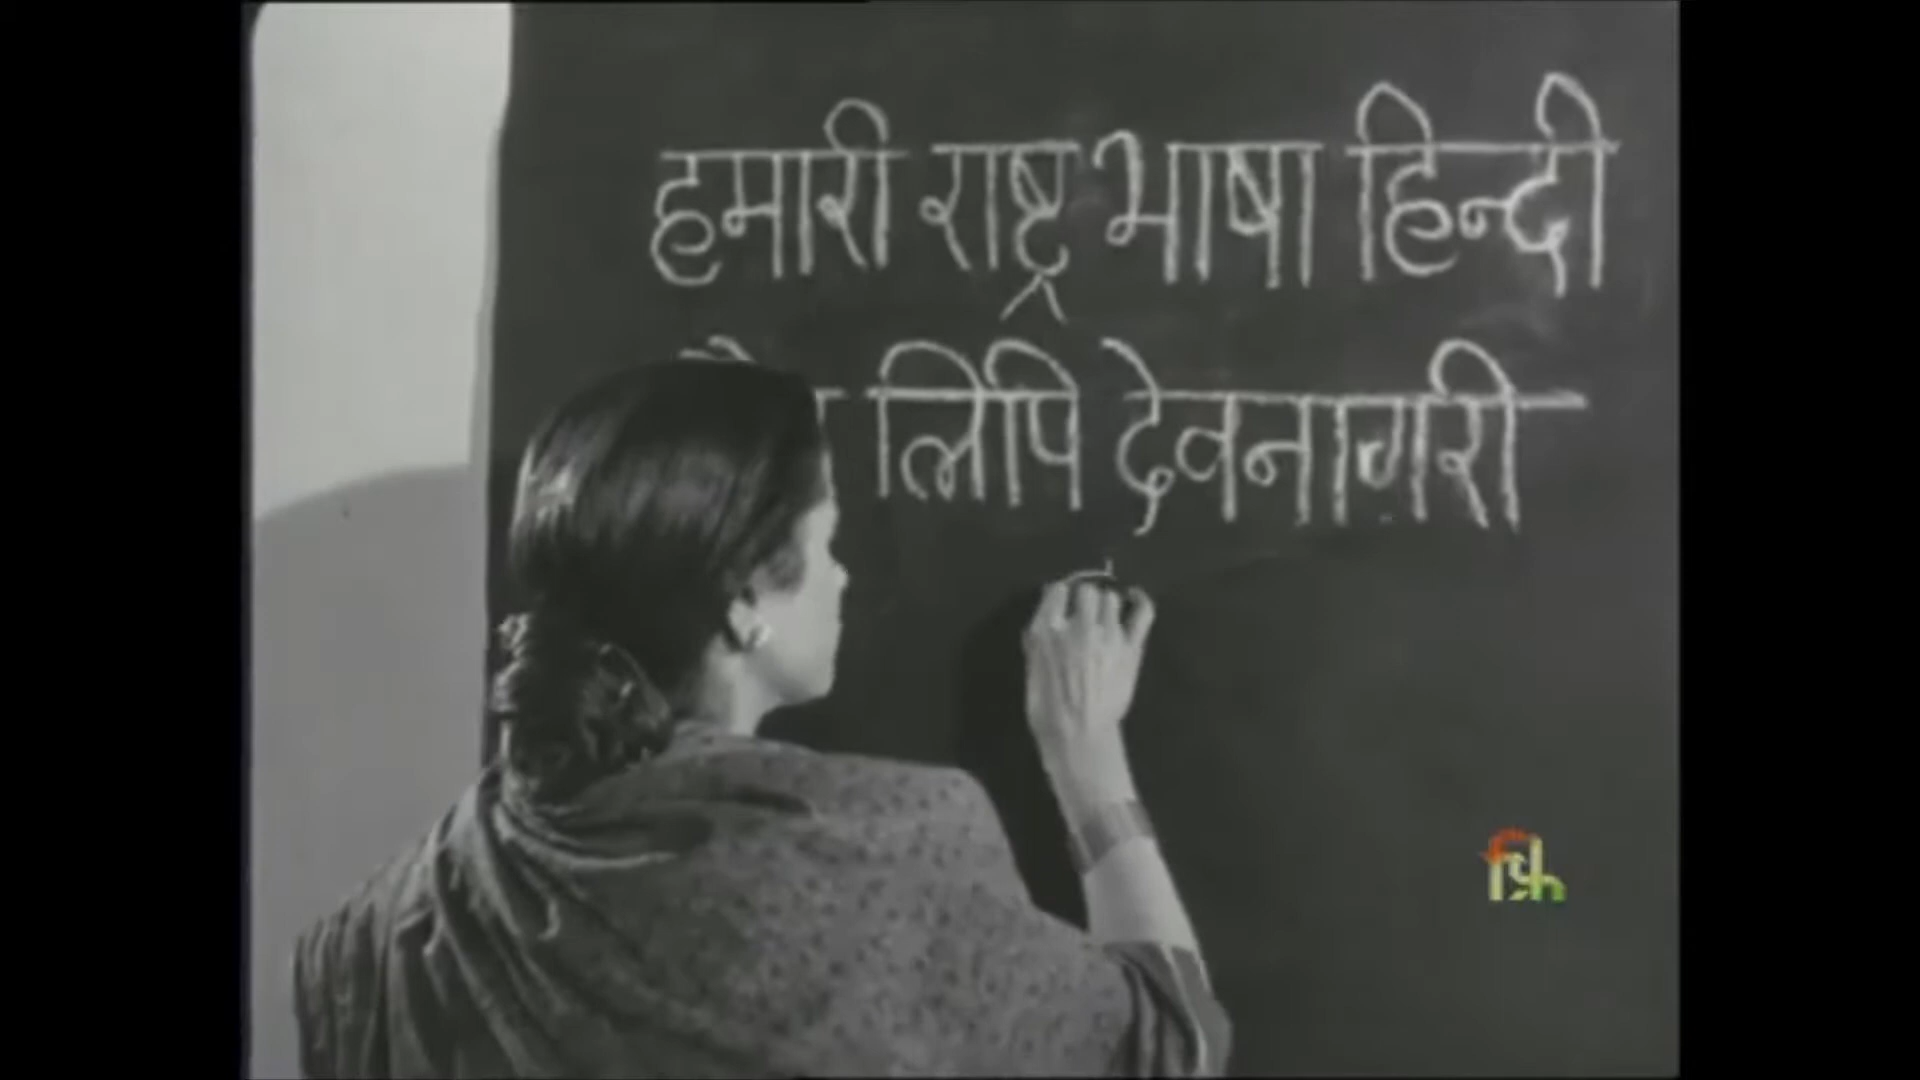 हमारी राष्ट्र भाषा हिन्दी
लिपि देवनागरी